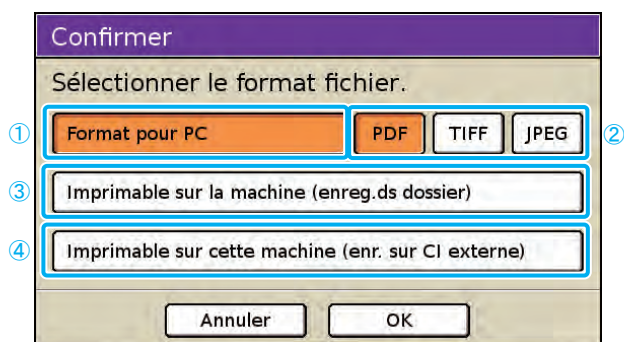 Confirmer
Sélectionner le format fichier.
① Format pour PC PDF TIFF JPEG ②
③ Imprimable sur la machine (enreg.ds dossier)
④ Imprimable sur cette machine (enr. sur CI externe)
Annuler OK